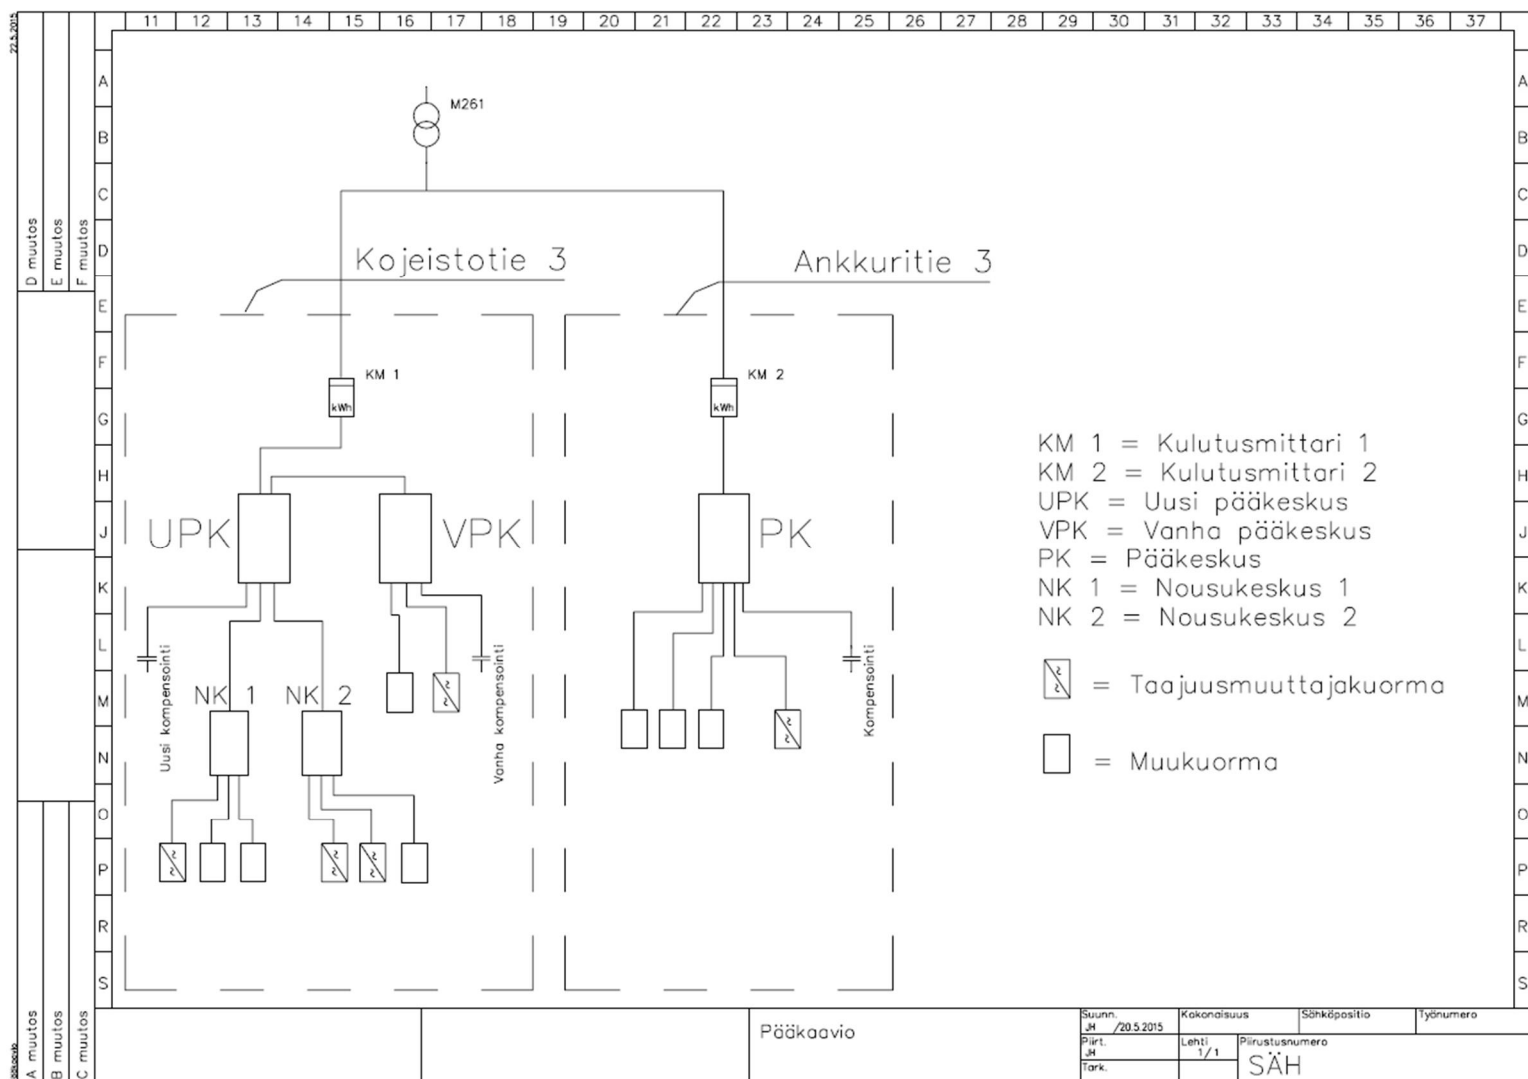 11 12 13 14 15 16 17 18 19 20 21 22 23 24 25 26 27 28 29 30 31 32 33 34 35 36 37
22.5.2015
A A
B B
C C
D D
E E
F F
G G
H H
J J
K K
L L
M M
N N
O O
P P
R R
S S
D muutos
E muutos
F muutos
A muutos
B muutos
C muutos
M261
Kojeistotie 3
Ankkuritie 3
KM 1
kWh
KM 2
kWh
UPK
VPK
PK
Uusi kompensointi
Vanha kompensointi
Kompensointi
NK 1
NK 2
KM 1 = Kulutusmittari 1
KM 2 = Kulutusmittari 2
UPK = Uusi pääkeskus
VPK = Vanha pääkeskus
PK = Pääkeskus
NK 1 = Nousukeskus 1
NK 2 = Nousukeskus 2
= Taajuusmuuttajakuorma
= Muukuorma
Pääkaavio
Suunn.
JH /20.5.2015
Kokonaisuus
Sähköpositio
Työnumero
Piirt.
JH
Lehti
1/1
Piirustusnumero
SÄH
Tark.